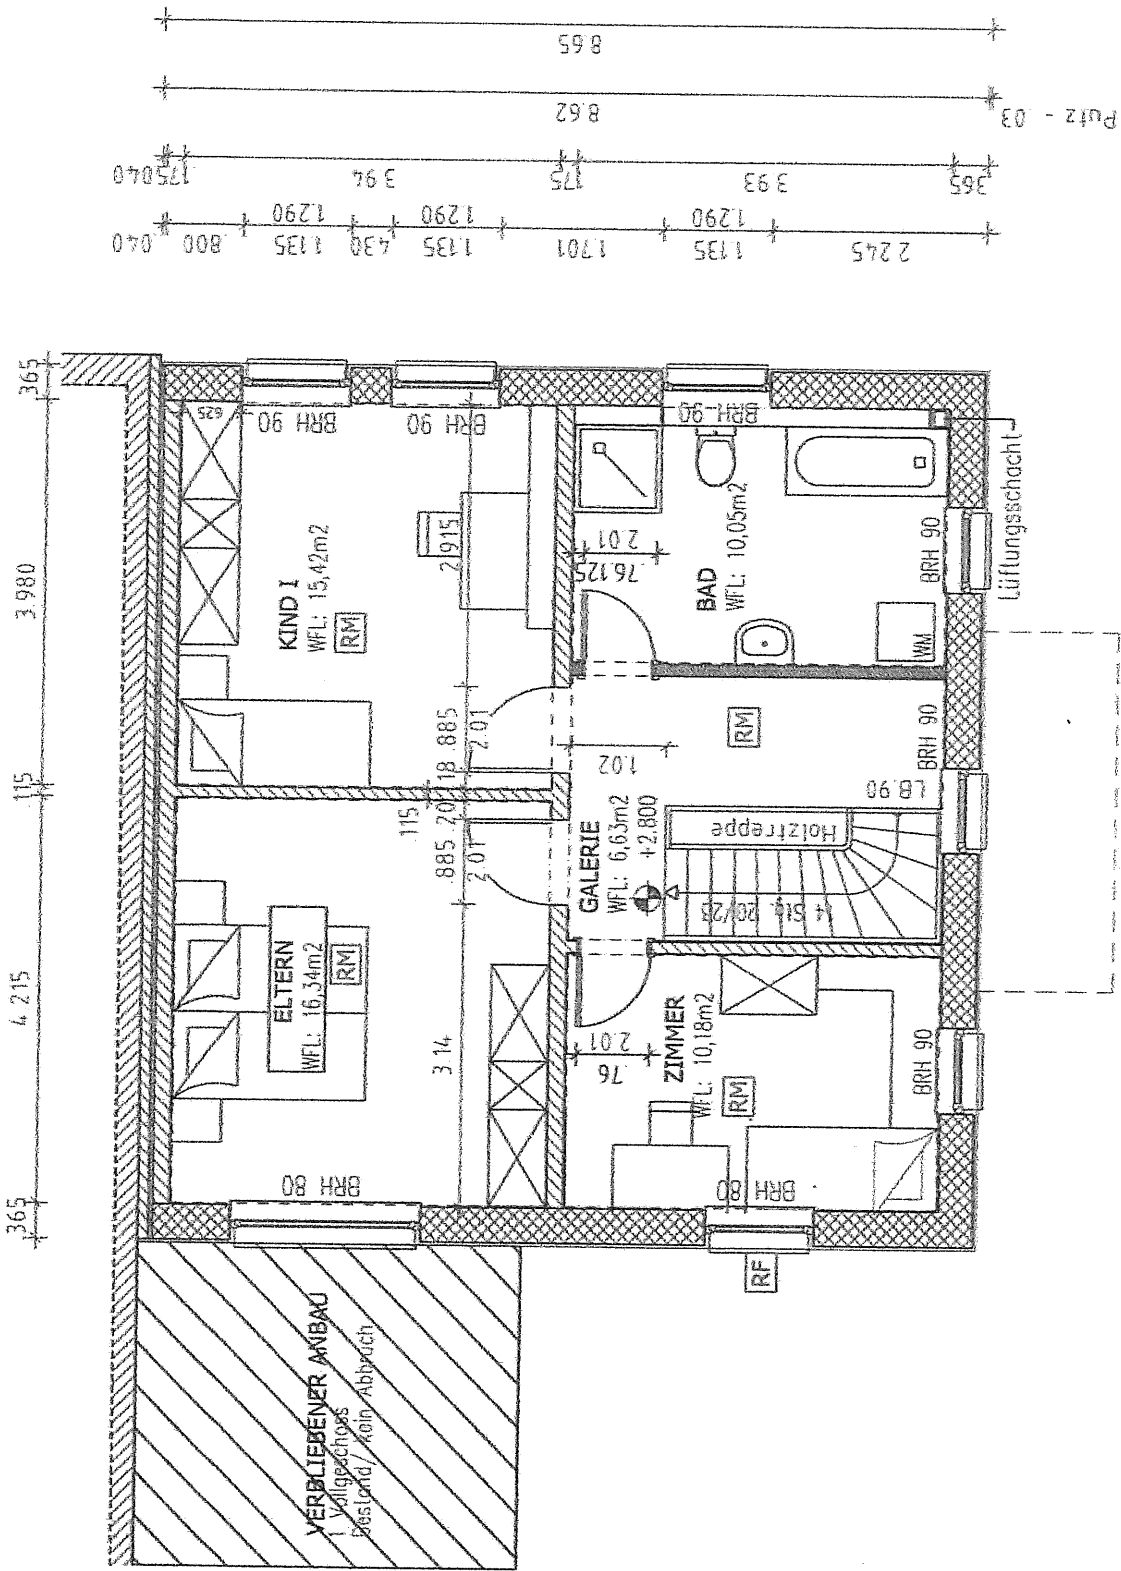 8.65
8.62
Putz - .03
.040
.175
3.94
.175
3.93
.365
.040
.800
1.135
1.290
.430
1.135
1.290
1.701
1.135
1.290
2.245
.365
3.980
.115
4.215
.365
.625
BRH 90
BRH 90
BRH 90
KIND I
WFL: 15,42m2
RM
2.915
.885
2.01
.18
.115
.20
.885
2.01
3.14
2.01
.76
.125
BAD
WFL: 10,05m2
WM
BRH 90
Lüftungsschacht
RM
1.02
BRH 90
LB 90
GALERIE
WFL: 6,63m2
+2.800
Holztreppe
14 Stg. 20/23
ELTERN
WFL: 16,34m2
RM
BRH 80
2.01
.76
ZIMMER
WFL: 10,18m2
RM
BRH 90
BRH 80
RF
VERBLIEBENER ANBAU
1 Vollgeschoss
Bestand/ kein Abbruch